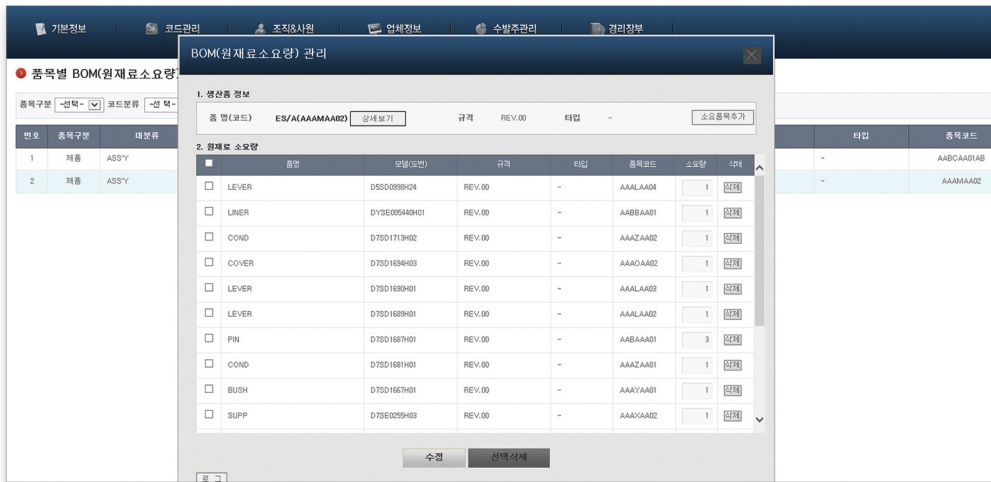 기본정보 코드관리 조직&사원 업체정보 수발주관리 경리장부
BOM(원재료소요량) 관리
품목별 BOM(원재료소요량)
1. 생산품 정보
품목구분 -선택- 코드분류 -선택-
품 명(코드) ES/A(AAAMAA02) 상세보기 규격 REV.00 타입 - 소요품목추가
2. 원재료 소요량
번호 품목구분 대분류 타입 품목코드
품명 모델(도번) 규격 타입 품목코드 소요량 삭제
1 제품 ASS'Y - AABCAA01AB
2 제품 ASS'Y - AAAMAA02
LEVER D5SD0998H24 REV.00 - AAALAA04 1 삭제
LINER DYSE005440H01 REV.00 - AABBAA01 1 삭제
COND D7SD1713H02 REV.00 - AAAZAA02 1 삭제
COVER D7SD1694H03 REV.00 - AAAOAA02 1 삭제
LEVER D7SD1690H01 REV.00 - AAALAA03 1 삭제
LEVER D7SD1689H01 REV.00 - AAALAA02 1 삭제
PIN D7SD1687H01 REV.00 - AABAAA01 3 삭제
COND D7SD1681H01 REV.00 - AAAZAA01 1 삭제
BUSH D7SD1667H01 REV.00 - AAAYAA01 1 삭제
SUPP D7SE0255H03 REV.00 - AAAXAA02 1 삭제
수정 선택삭제
로그